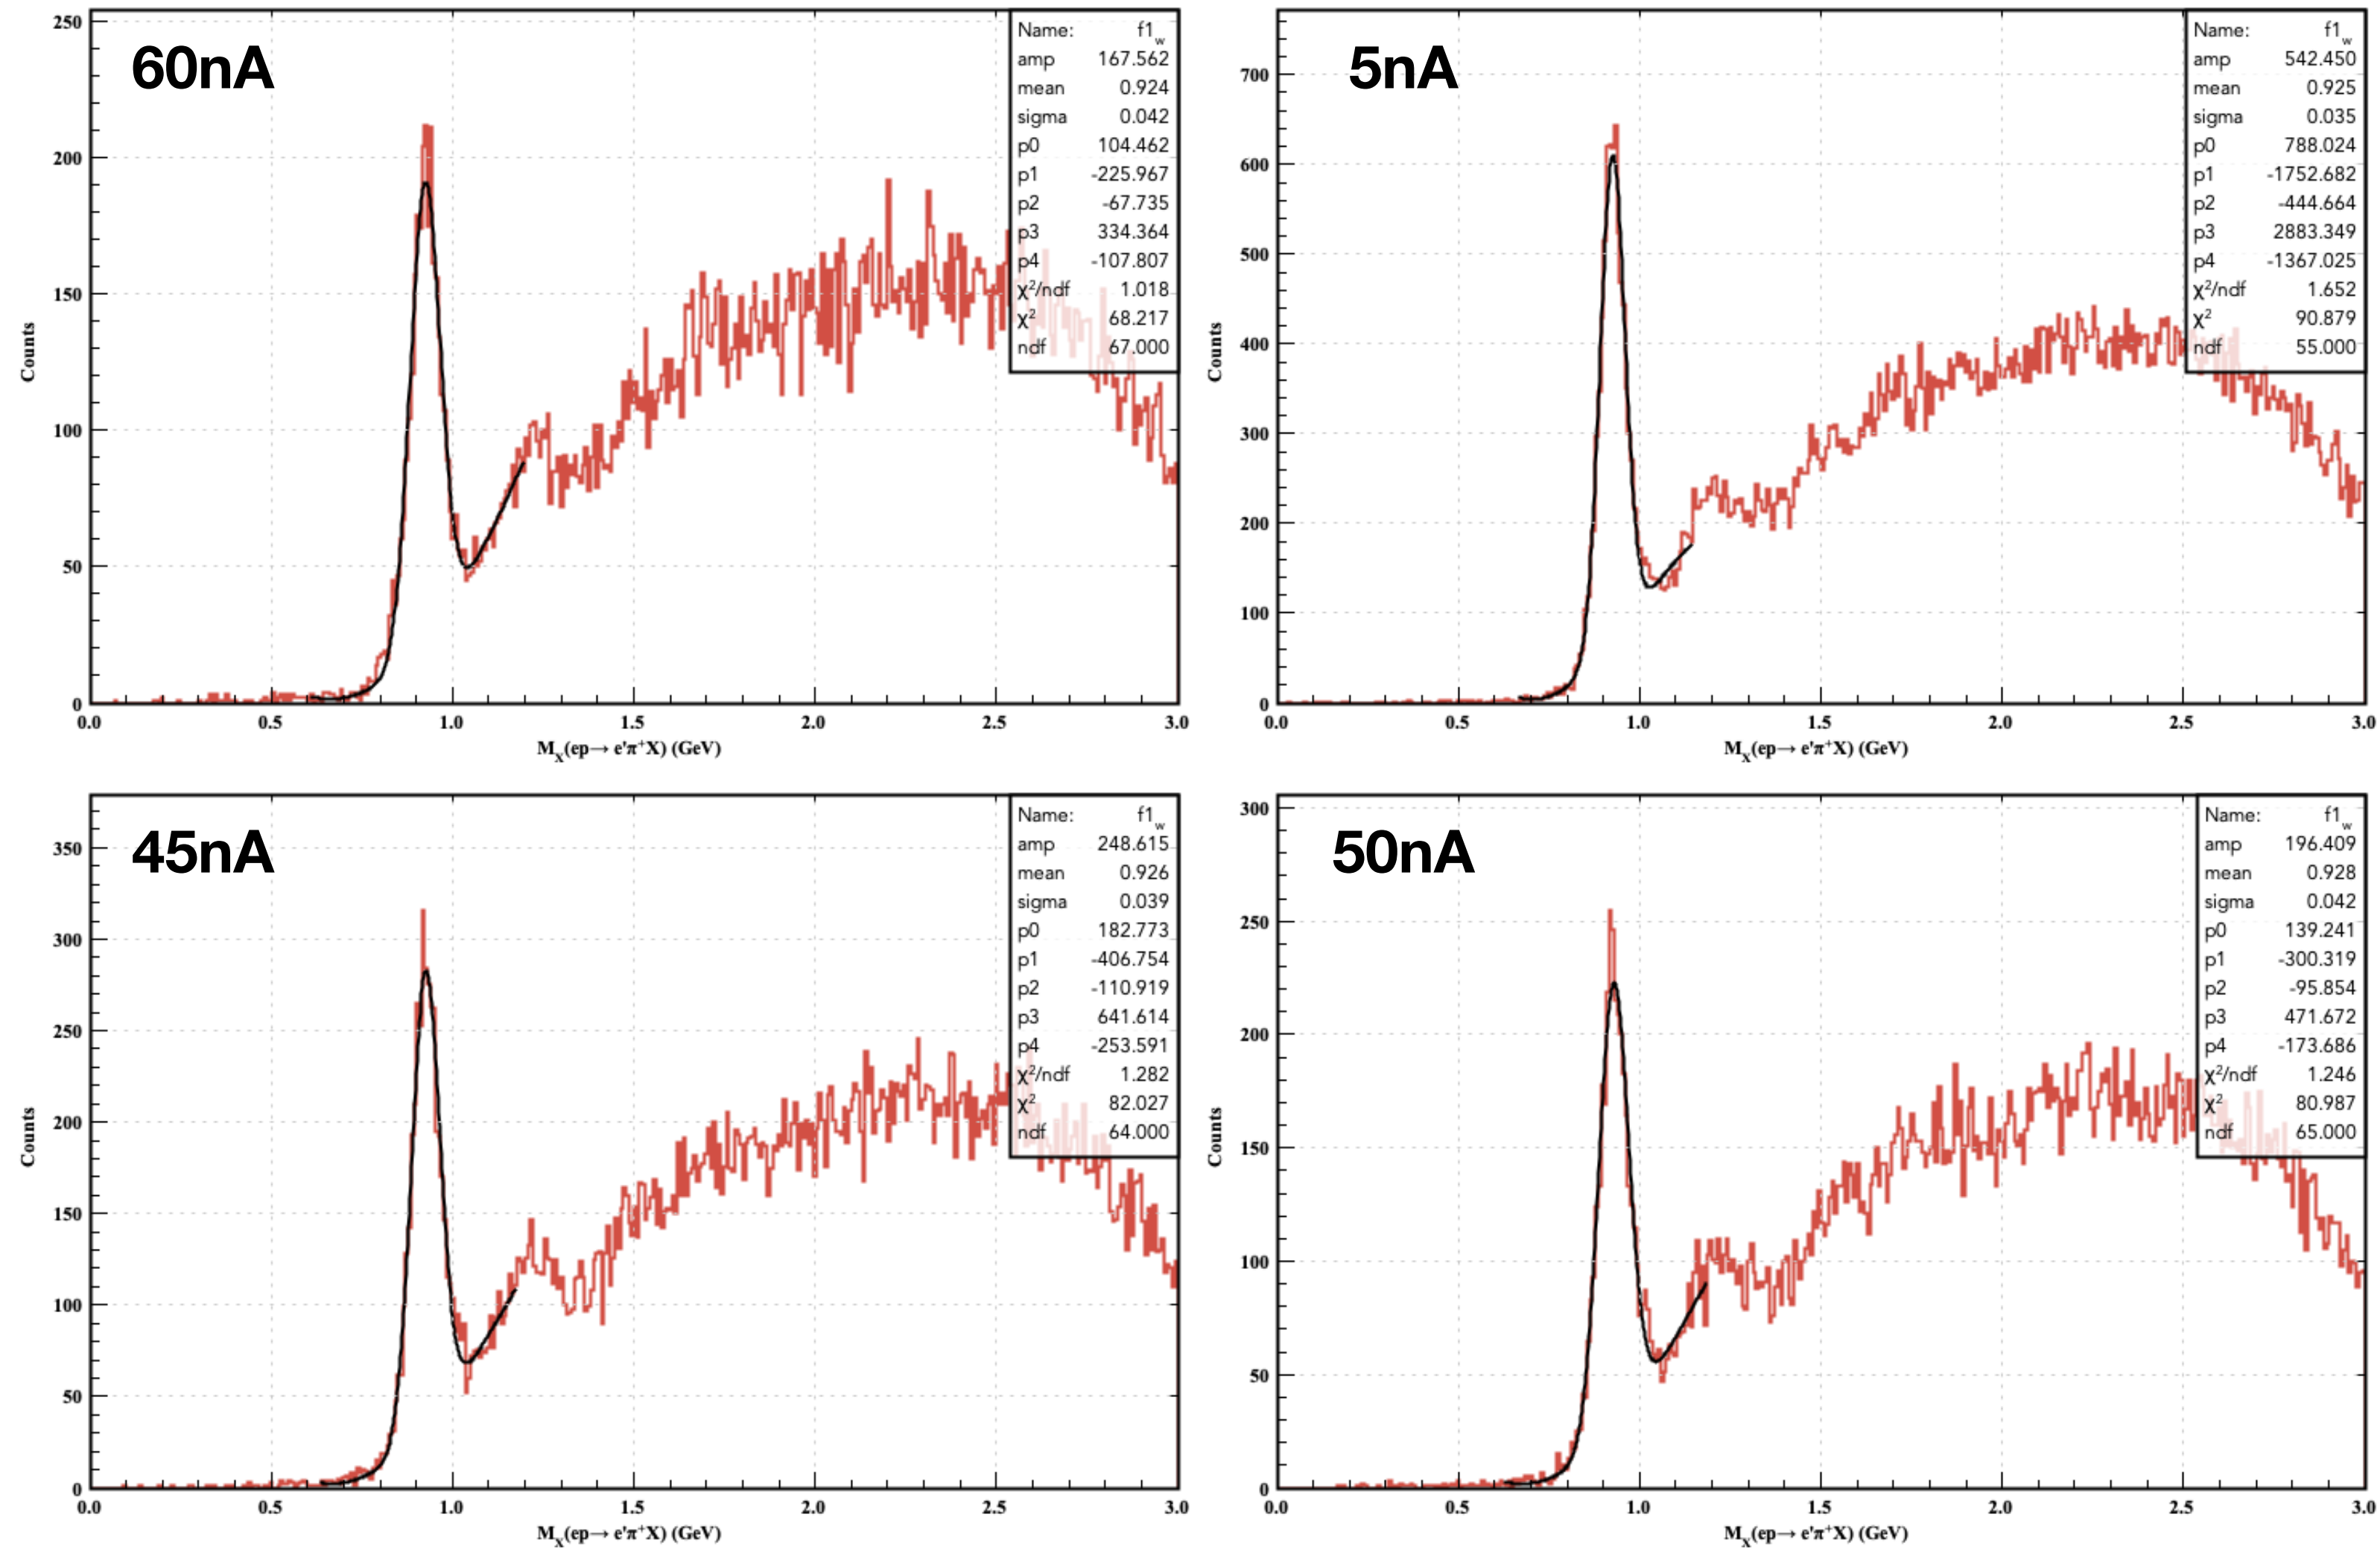 60nA
250
200
150
100
50
0
Counts
0.0 0.5 1.0 1.5 2.0 2.5 3.0
Mx(ep→ e'π+X) (GeV)
Name: f1w
amp 167.562
mean 0.924
sigma 0.042
p0 104.462
p1 -225.967
p2 -67.735
p3 334.364
p4 -107.807
χ2/ndf 1.018
χ2 68.217
ndf 67.000
5nA
700
600
500
400
300
200
100
0
Counts
0.0 0.5 1.0 1.5 2.0 2.5 3.0
Mx(ep→ e'π+X) (GeV)
Name: f1w
amp 542.450
mean 0.925
sigma 0.035
p0 788.024
p1 -1752.682
p2 -444.664
p3 2883.349
p4 -1367.025
χ2/ndf 1.652
χ2 90.879
ndf 55.000
45nA
350
300
250
200
150
100
50
0
Counts
0.0 0.5 1.0 1.5 2.0 2.5 3.0
Mx(ep→ e'π+X) (GeV)
Name: f1w
amp 248.615
mean 0.926
sigma 0.039
p0 182.773
p1 -406.754
p2 -110.919
p3 641.614
p4 -253.591
χ2/ndf 1.282
χ2 82.027
ndf 64.000
50nA
300
250
200
150
100
50
0
Counts
0.0 0.5 1.0 1.5 2.0 2.5 3.0
Mx(ep→ e'π+X) (GeV)
Name: f1w
amp 196.409
mean 0.928
sigma 0.042
p0 139.241
p1 -300.319
p2 -95.854
p3 471.672
p4 -173.686
χ2/ndf 1.246
χ2 80.987
ndf 65.000